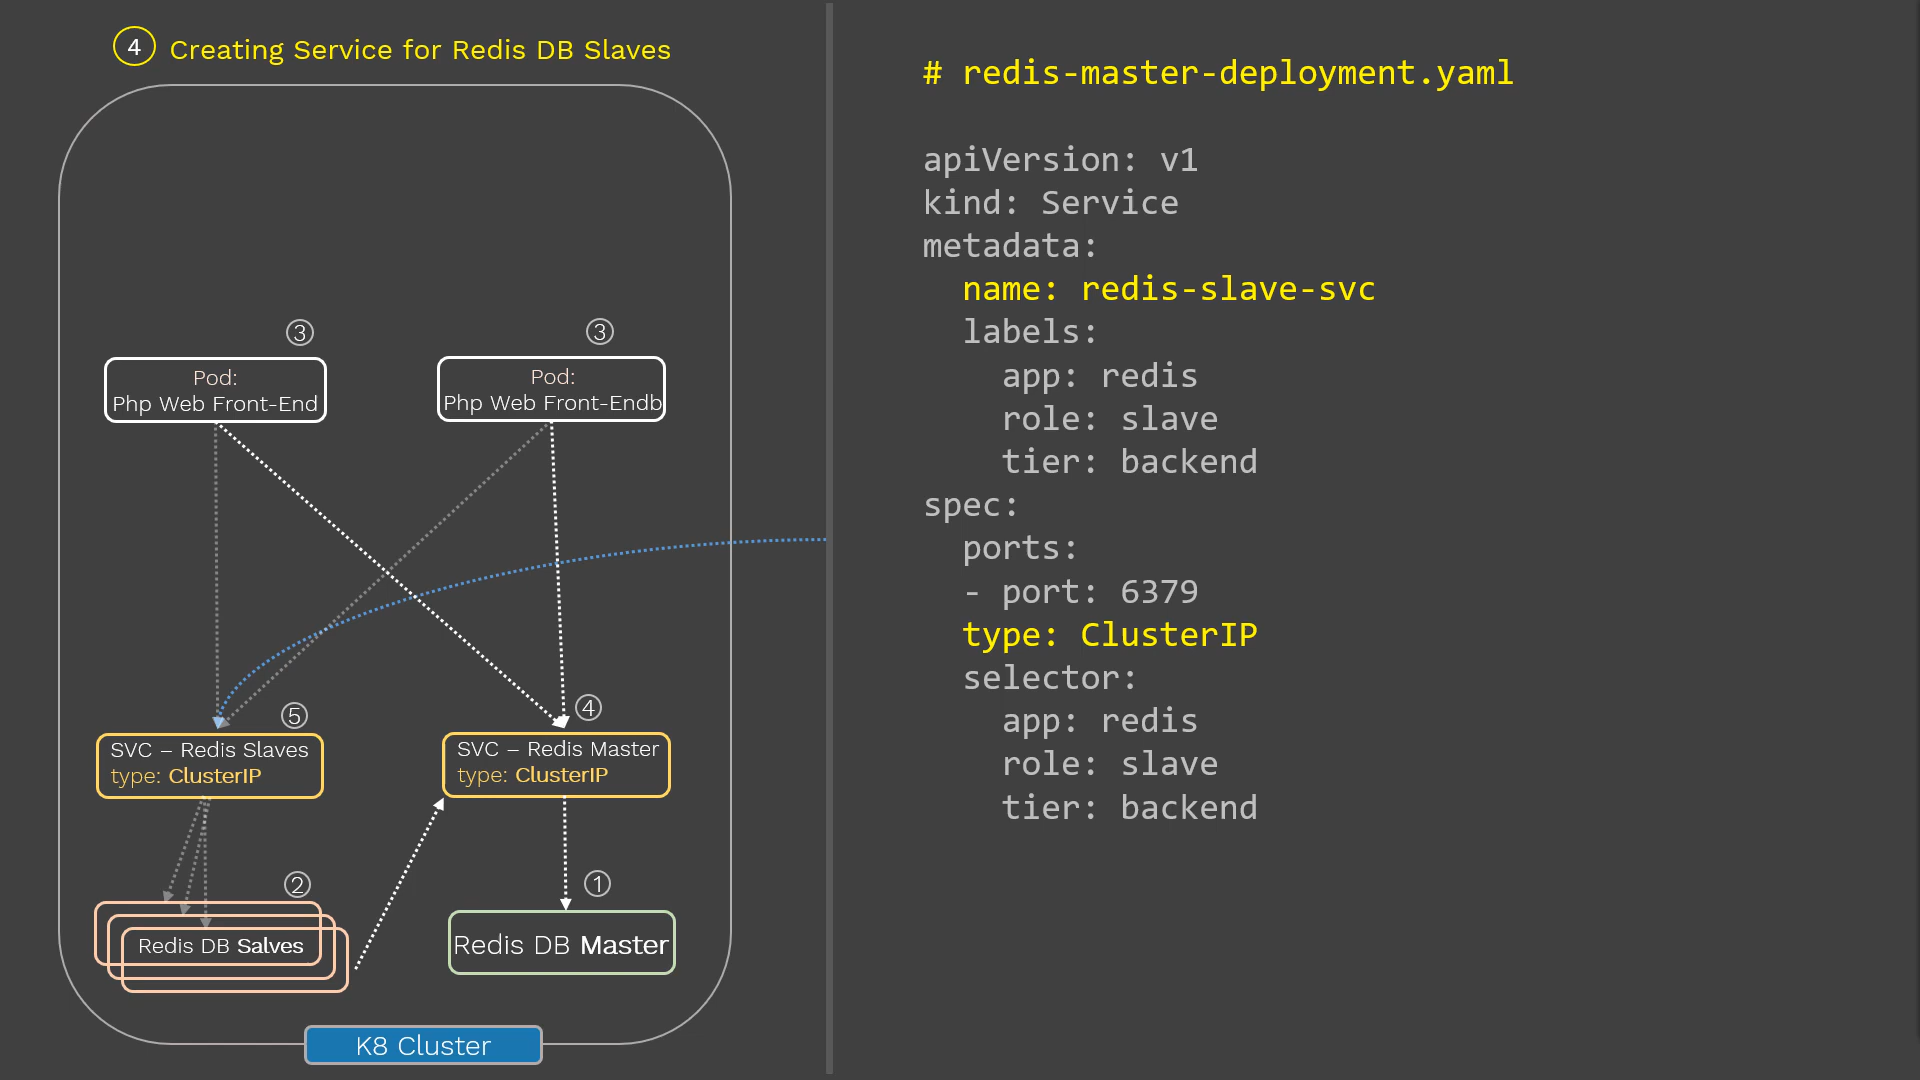 ④ Creating Service for Redis DB Slaves
③
③
Pod:
Php Web Front-End
Pod:
Php Web Front-Endb
⑤
④
SVC – Redis Slaves
type: ClusterIP
SVC – Redis Master
type: ClusterIP
②
①
Redis DB Salves
Redis DB Master
K8 Cluster
# redis-master-deployment.yaml
apiVersion: v1
kind: Service
metadata:
  name: redis-slave-svc
  labels:
    app: redis
    role: slave
    tier: backend
spec:
  ports:
  - port: 6379
  type: ClusterIP
  selector:
    app: redis
    role: slave
    tier: backend